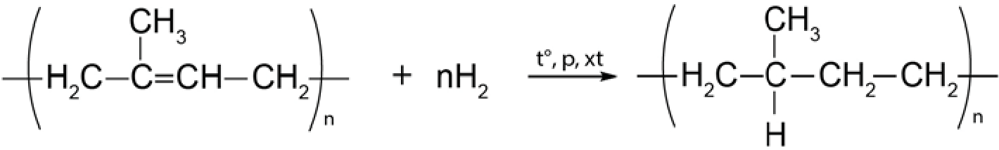 CH₃ CH₃
( H₂C—C=CH—CH₂ )n + nH₂ t°, p, xt ( H₂C—C—CH₂—CH₂ )n
H